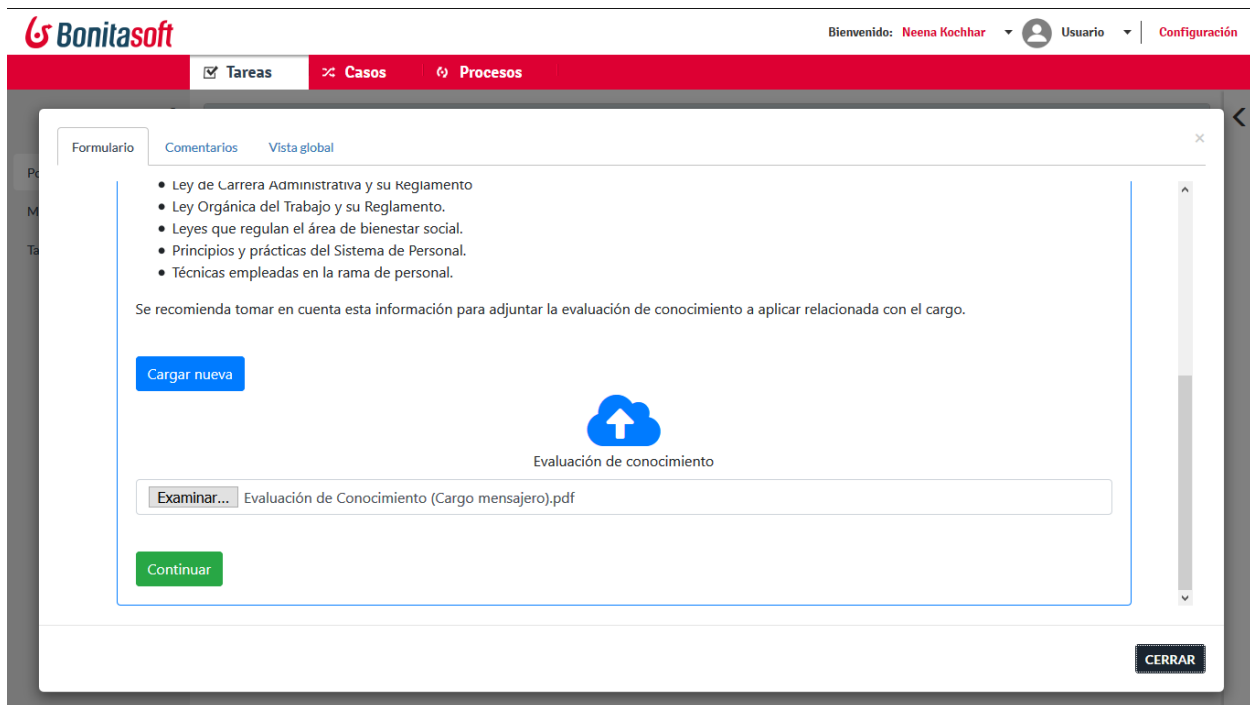 Bonitasoft
Bienvenido: Neena Kochhar
Usuario
Configuración
Tareas
Casos
Procesos
Formulario
Comentarios
Vista global
×
Ley de Carrera Administrativa y su Reglamento
Ley Orgánica del Trabajo y su Reglamento.
Leyes que regulan el área de bienestar social.
Principios y prácticas del Sistema de Personal.
Técnicas empleadas en la rama de personal.
Se recomienda tomar en cuenta esta información para adjuntar la evaluación de conocimiento a aplicar relacionada con el cargo.
Cargar nueva
Evaluación de conocimiento
Examinar... Evaluación de Conocimiento (Cargo mensajero).pdf
Continuar
CERRAR